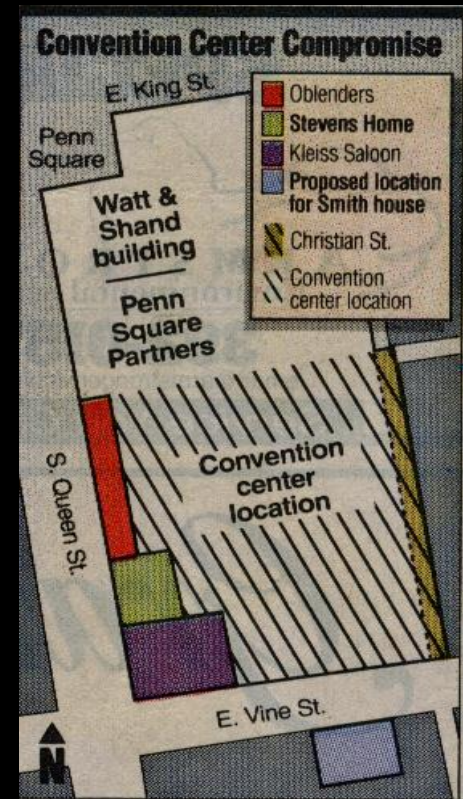 Convention Center Compromise
E. King St.
Penn
Square
Oblenders
Stevens Home
Kleiss Saloon
Proposed location
for Smith house
Christian St.
Convention
center location
Watt &
Shand
building
Penn
Square
Partners
S. Queen St.
Convention
center
location
E. Vine St.
N